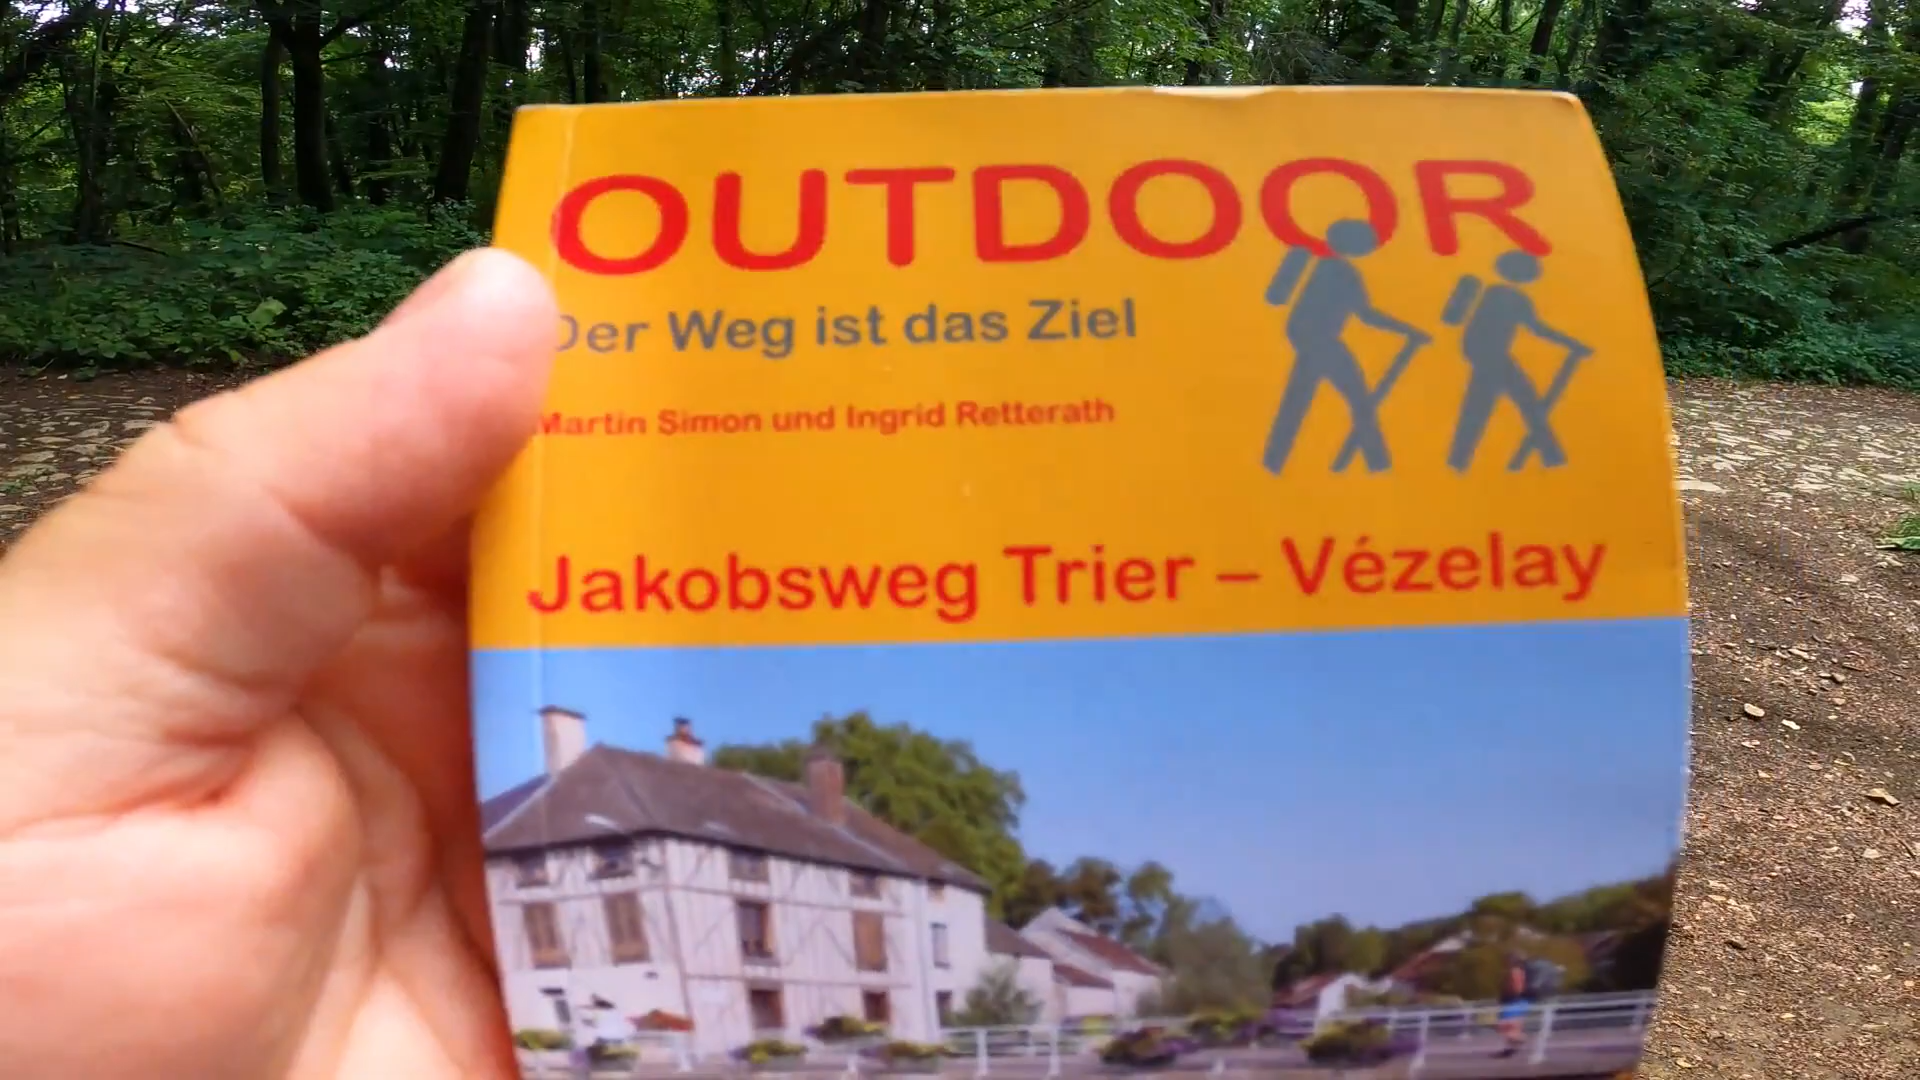 OUTDOOR
Der Weg ist das Ziel
Martin Simon und Ingrid Retterath
Jakobsweg Trier – Vézelay